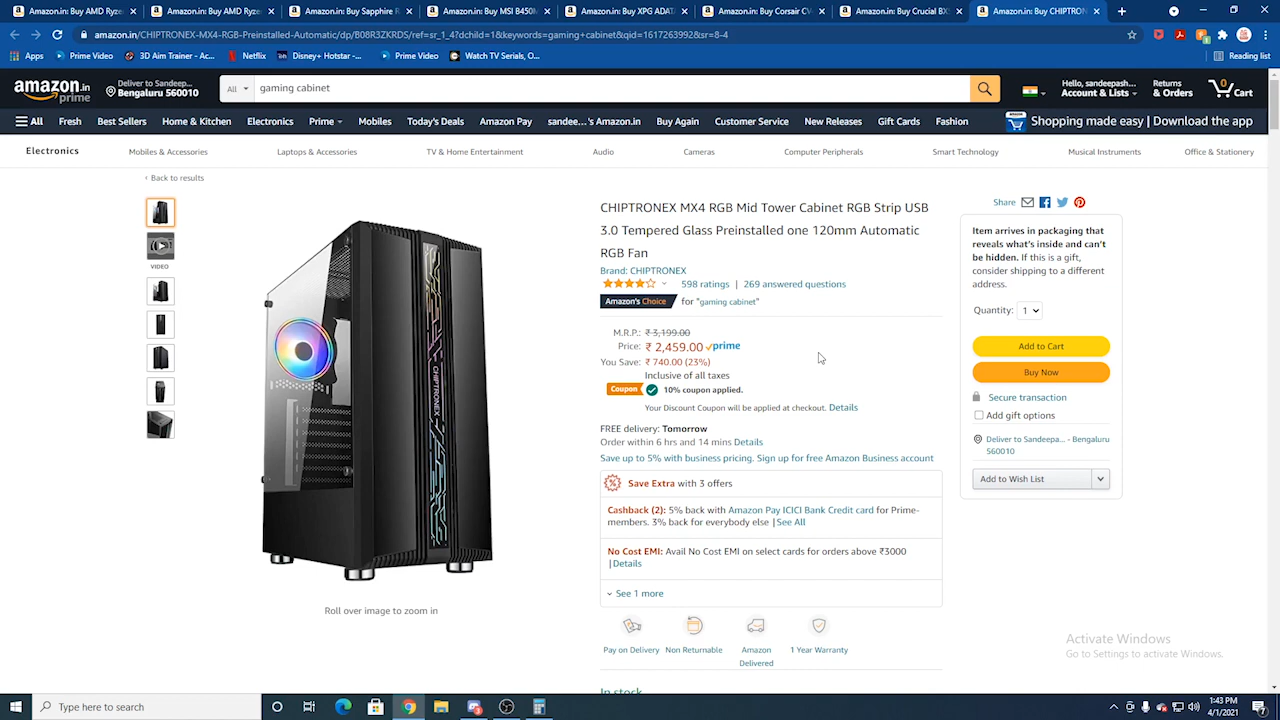 Amazon.in: Buy AMD Ryze
Amazon.in: Buy AMD Ryze
Amazon.in: Buy Sapphire R
Amazon.in: Buy MSI B450M
Amazon.in: Buy XPG ADATA
Amazon.in: Buy Corsair CV
Amazon.in: Buy Crucial BX
Amazon.in: Buy CHIPTRON
amazon.in/CHIPTRONEX-MX4-RGB-Preinstalled-Automatic/dp/B08R3ZKRDS/ref=sr_1_4?dchild=1&keywords=gaming+cabinet&qid=1617263992&sr=8-4
Apps
Prime Video
3D Aim Trainer - Ac...
Netflix
Disney+ Hotstar -...
Prime Video
Watch SW TV Onlin...
Reading list
amazon.in
prime
Deliver to Sandeep...
Bengaluru 560010
All
gaming cabinet
Hello, sandeepash...
Account & Lists
Returns
& Orders
0
Cart
All
Fresh
Best Sellers
Home & Kitchen
Electronics
Prime
Mobiles
Today's Deals
Amazon Pay
sandee...'s Amazon.in
Buy Again
Customer Service
New Releases
Gift Cards
Fashion
Shopping made easy | Download the app
Electronics
Mobiles & Accessories
Laptops & Accessories
TV & Home Entertainment
Audio
Cameras
Computer Peripherals
Smart Technology
Musical Instruments
Office & Stationery
‹ Back to results
VIDEO
CHIPTRONEX
Roll over image to zoom in
CHIPTRONEX MX4 RGB Mid Tower Cabinet RGB Strip USB
3.0 Tempered Glass Preinstalled one 120mm Automatic
RGB Fan
Brand: CHIPTRONEX
598 ratings | 269 answered questions
Amazon's Choice for "gaming cabinet"
M.R.P.: ₹ 3,199.00
Price: ₹ 2,459.00 prime
You Save: ₹ 740.00 (23%)
Inclusive of all taxes
Coupon 10% coupon applied.
Your Discount Coupon will be applied at checkout. Details
FREE delivery: Tomorrow
Order within 6 hrs and 14 mins Details
Save up to 5% with business pricing. Sign up for free Amazon Business account
Save Extra with 3 offers
Cashback (2): 5% back with Amazon Pay ICICI Bank Credit card for Prime-
members. 3% back for everybody else | See All
No Cost EMI: Avail No Cost EMI on select cards for orders above ₹3000
| Details
See 1 more
Pay on Delivery
Non Returnable
Amazon
Delivered
1 Year Warranty
In stock
Share
Item arrives in packaging that
reveals what's inside and can't
be hidden. If this is a gift,
consider shipping to a different
address.
Quantity: 1
Add to Cart
Buy Now
Secure transaction
Add gift options
Deliver to Sandeepa... - Bengaluru
560010
Add to Wish List
Activate Windows
Go to Settings to activate Windows.
Type here to search
1:43 PM